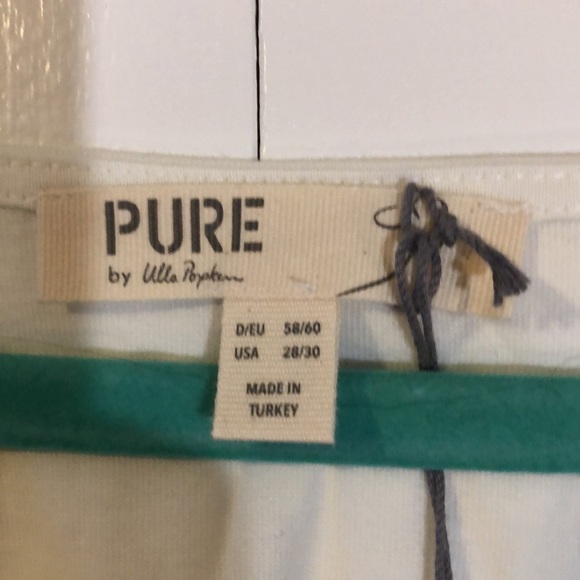 PURE
by Ulla Popken
D/EU 58/60
USA 28/30
MADE IN
TURKEY